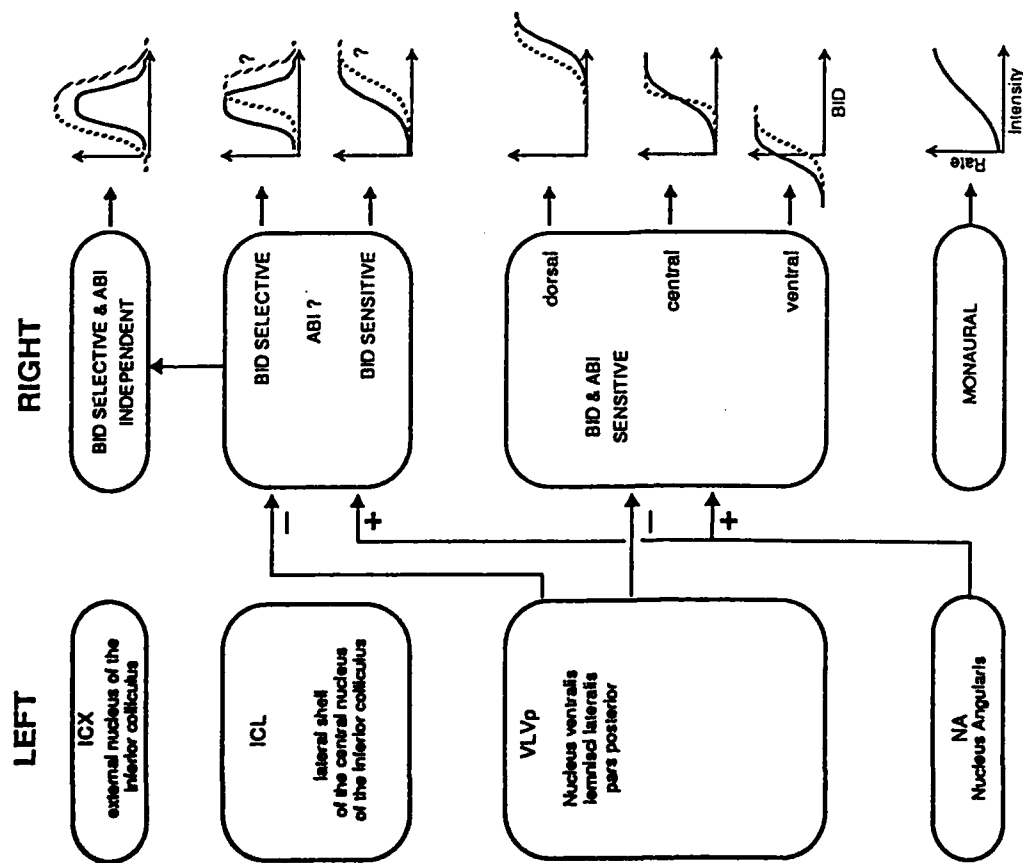 LEFT
RIGHT
ICX
external nucleus of the
inferior colliculus
BID SELECTIVE & ABI
INDEPENDENT
ICL
lateral shell
of the central nucleus
of the inferior colliculus
BID SELECTIVE
ABI ?
BID SENSITIVE
?
?
−
+
VLVp
Nucleus ventralis
lemnisci lateralis
pars posterior
BID & ABI
SENSITIVE
dorsal
central
ventral
BID
−
+
NA
Nucleus Angularis
MONAURAL
Rate
Intensity